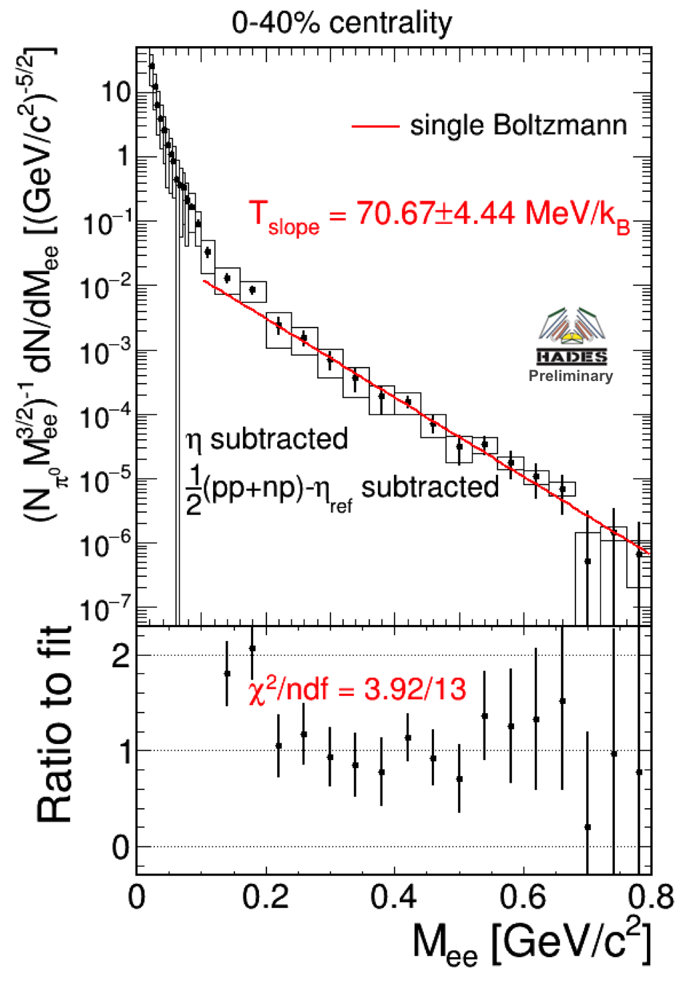 0-40% centrality
(N_π⁰ M_ee^3/2)^-1 dN/dM_ee [(GeV/c²)^-5/2]
10
1
10⁻¹
10⁻²
10⁻³
10⁻⁴
10⁻⁵
10⁻⁶
10⁻⁷
single Boltzmann
T_slope = 70.67±4.44 MeV/k_B
HADES
Preliminary
η subtracted
1/2(pp+np)-η_ref subtracted
Ratio to fit
2
1
0
χ²/ndf = 3.92/13
0 0.2 0.4 0.6 0.8
M_ee [GeV/c²]